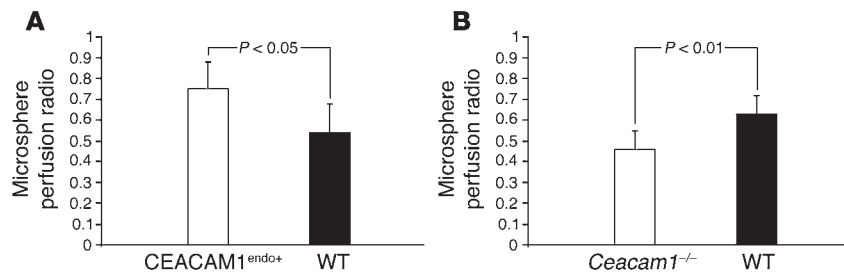 A
P < 0.05
Microsphere
perfusion radio
1
0.9
0.8
0.7
0.6
0.5
0.4
0.3
0.2
0.1
0
CEACAM1endo+ WT
B
P < 0.01
Microsphere
perfusion radio
1
0.9
0.8
0.7
0.6
0.5
0.4
0.3
0.2
0.1
0
Ceacam1–/– WT